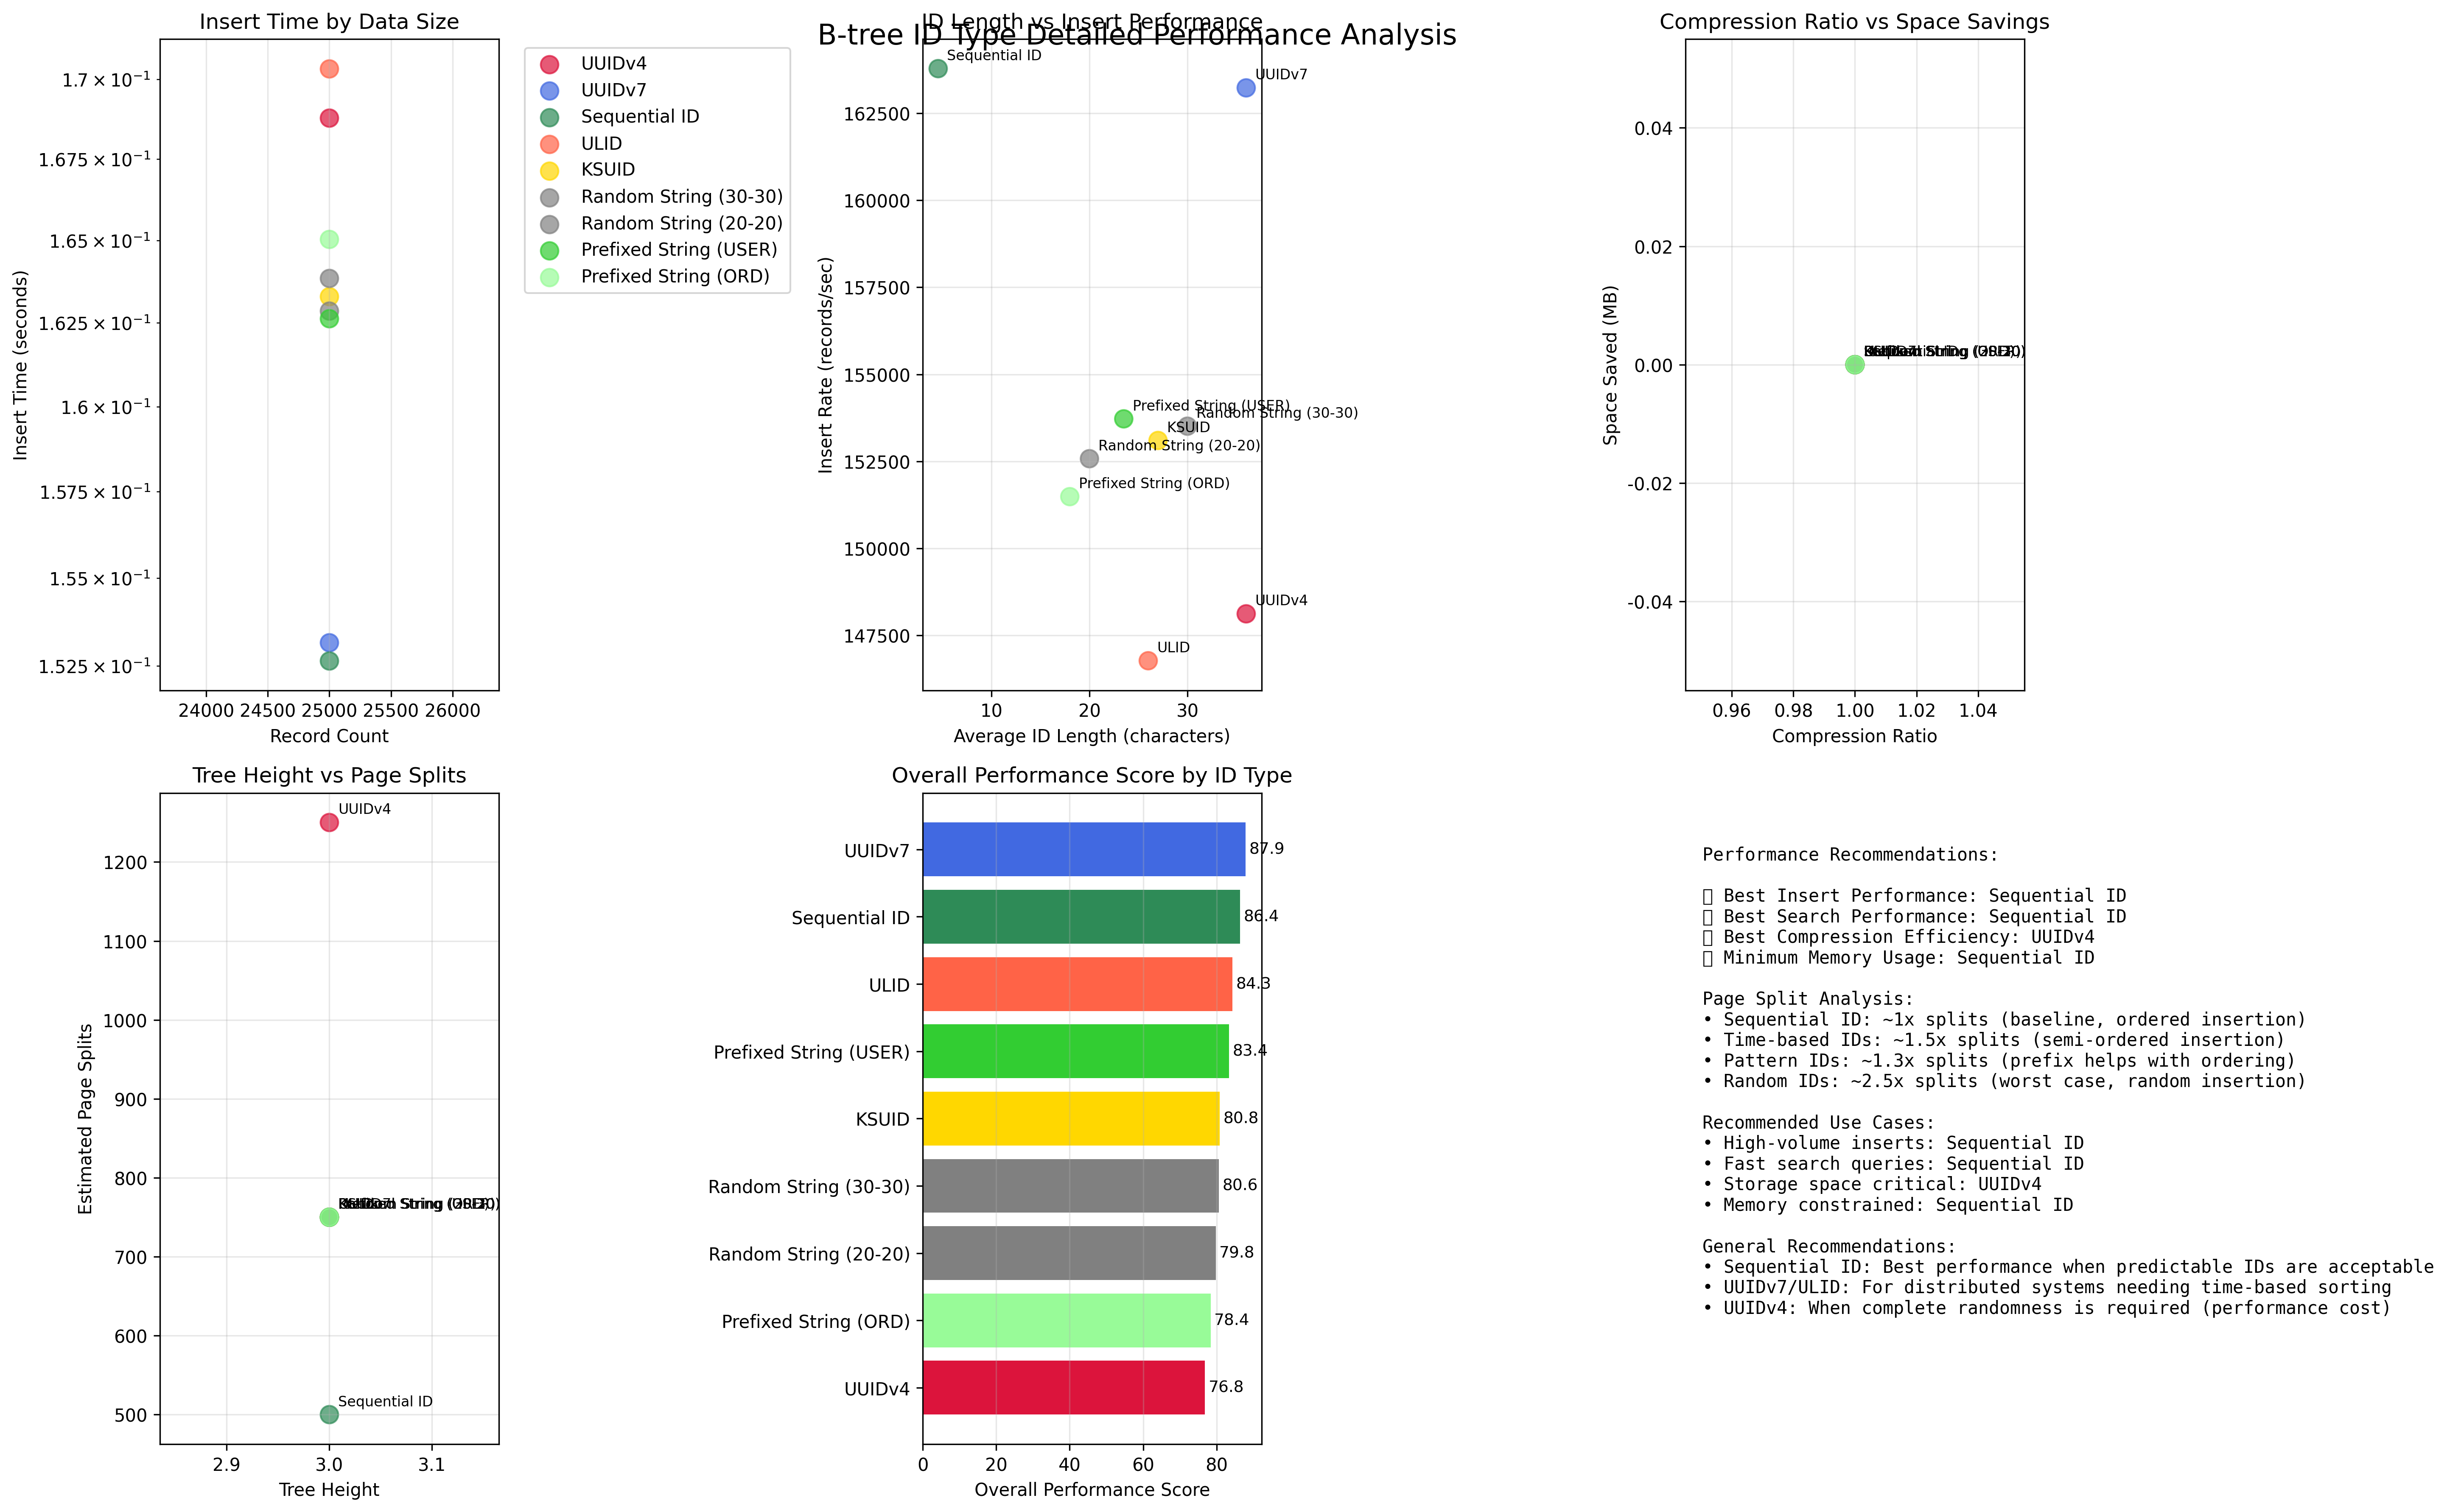 B-tree ID Type Detailed Performance Analysis
Insert Time by Data Size
1.7 × 10⁻¹
1.675 × 10⁻¹
1.65 × 10⁻¹
1.625 × 10⁻¹
1.6 × 10⁻¹
1.575 × 10⁻¹
1.55 × 10⁻¹
1.525 × 10⁻¹
Insert Time (seconds)
24000 24500 25000 25500 26000
Record Count
UUIDv4
UUIDv7
Sequential ID
ULID
KSUID
Random String (30-30)
Random String (20-20)
Prefixed String (USER)
Prefixed String (ORD)
ID Length vs Insert Performance
Sequential ID
UUIDv7
Prefixed String (USER)
Random String (30-30)
KSUID
Random String (20-20)
Prefixed String (ORD)
UUIDv4
ULID
162500
160000
157500
155000
152500
150000
147500
Insert Rate (records/sec)
10 20 30
Average ID Length (characters)
Compression Ratio vs Space Savings
0.04
0.02
0.00
-0.02
-0.04
Space Saved (MB)
0.96 0.98 1.00 1.02 1.04
Compression Ratio
Tree Height vs Page Splits
UUIDv4
Sequential ID
1200
1100
1000
900
800
700
600
500
Estimated Page Splits
2.9 3.0 3.1
Tree Height
Overall Performance Score by ID Type
UUIDv7 87.9
Sequential ID 86.4
ULID 84.3
Prefixed String (USER) 83.4
KSUID 80.8
Random String (30-30) 80.6
Random String (20-20) 79.8
Prefixed String (ORD) 78.4
UUIDv4 76.8
0 20 40 60 80
Overall Performance Score
Performance Recommendations:
Best Insert Performance: Sequential ID
Best Search Performance: Sequential ID
Best Compression Efficiency: UUIDv4
Minimum Memory Usage: Sequential ID
Page Split Analysis:
• Sequential ID: ~1x splits (baseline, ordered insertion)
• Time-based IDs: ~1.5x splits (semi-ordered insertion)
• Pattern IDs: ~1.3x splits (prefix helps with ordering)
• Random IDs: ~2.5x splits (worst case, random insertion)
Recommended Use Cases:
• High-volume inserts: Sequential ID
• Fast search queries: Sequential ID
• Storage space critical: UUIDv4
• Memory constrained: Sequential ID
General Recommendations:
• Sequential ID: Best performance when predictable IDs are acceptable
• UUIDv7/ULID: For distributed systems needing time-based sorting
• UUIDv4: When complete randomness is required (performance cost)